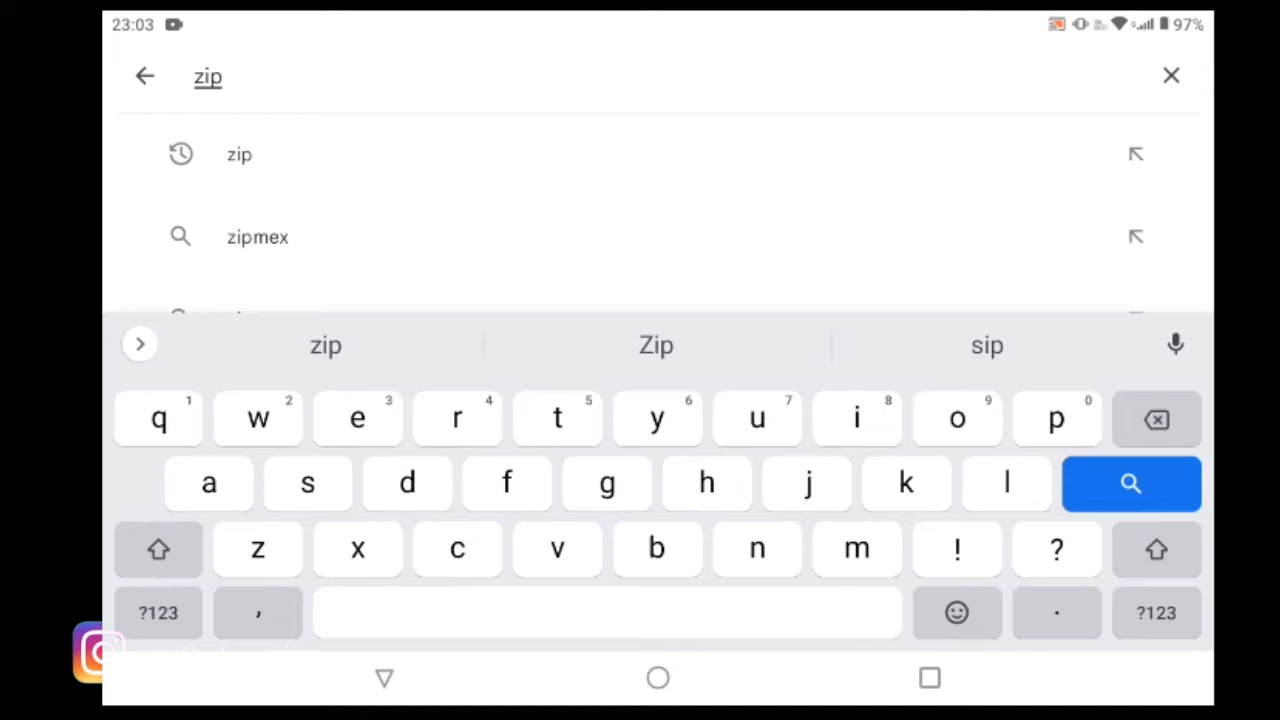 23:03 97%
zip
zip
zipmex
zip Zip sip
q 1 w 2 e 3 r 4 t 5 y 6 u 7 i 8 o 9 p 0
a s d f g h j k l
z x c v b n m ! ?
?123 , . ?123